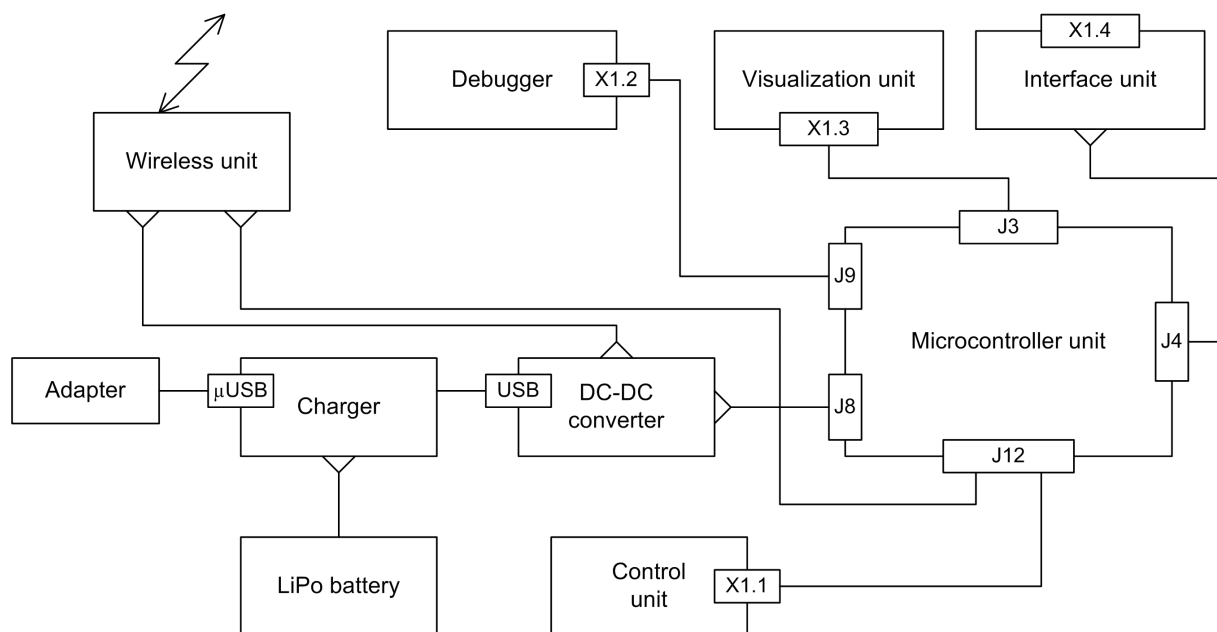 X1.4
Debugger
X1.2
Visualization unit
Interface unit
X1.3
Wireless unit
J3
J9
Microcontroller unit
J4
Adapter
μUSB
Charger
USB
DC-DC
converter
J8
J12
LiPo battery
Control
unit
X1.1